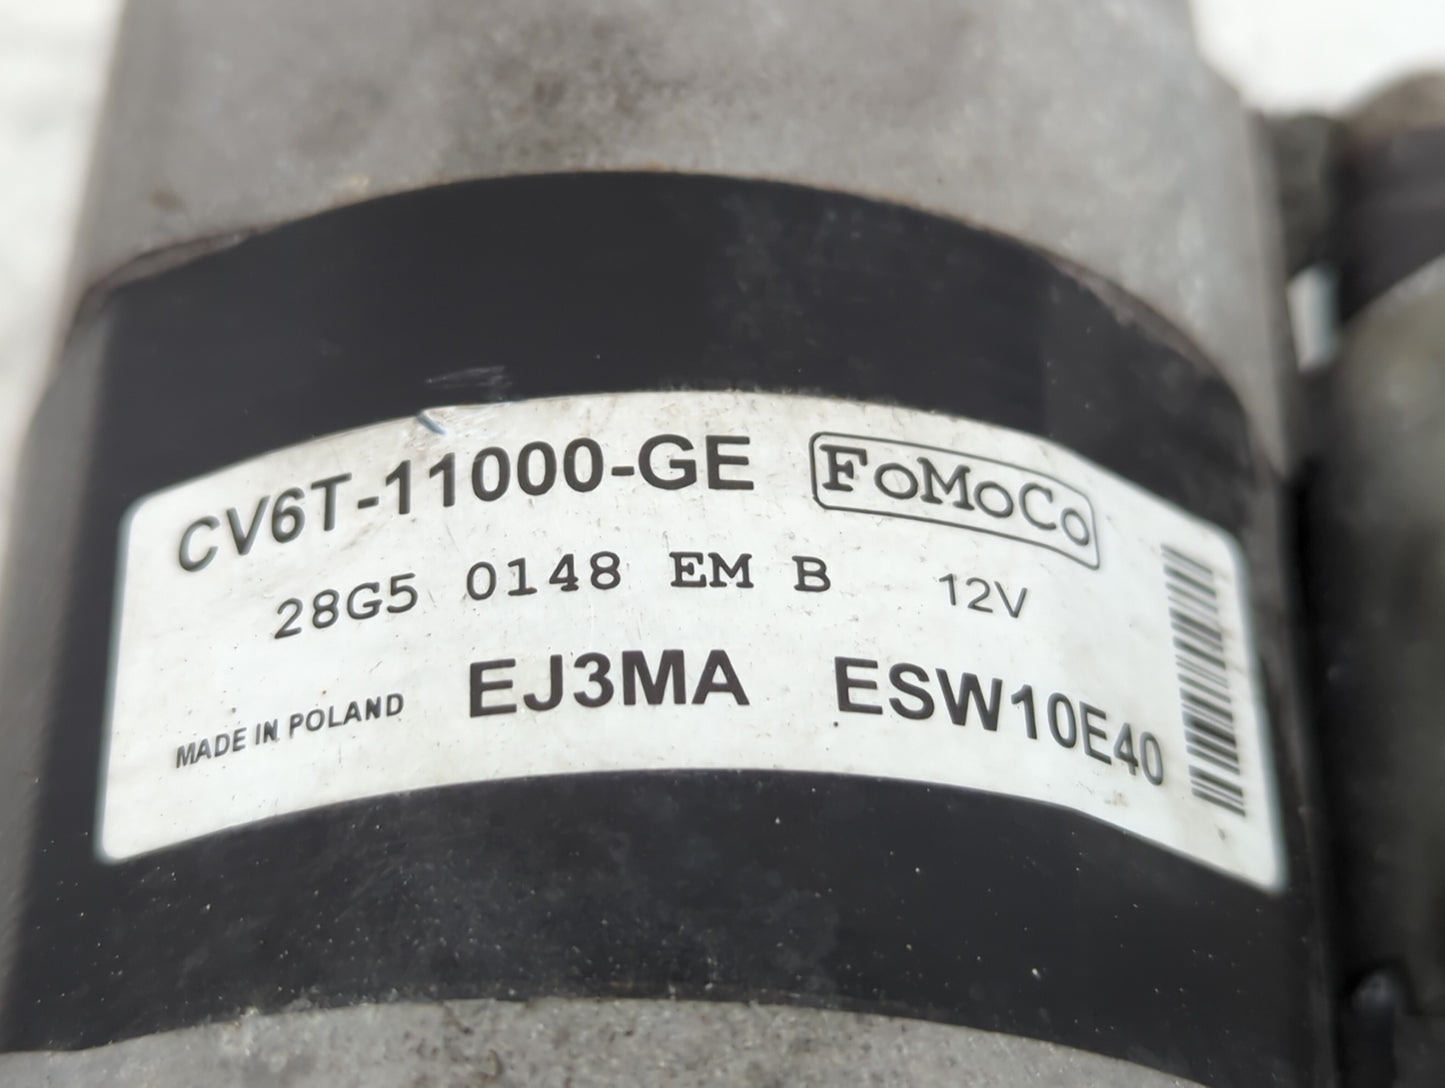 CV6T-11000-GE FoMoCo
28G5 0148 EM B 12V
MADE IN POLAND EJ3MA ESW10E40